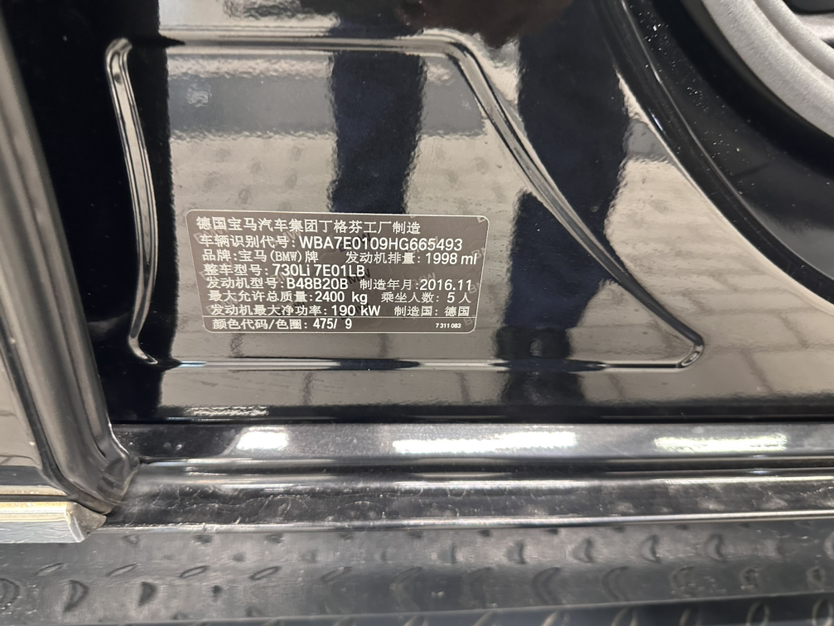 德国宝马汽车集团丁格芬工厂制造
车辆识别代号: WBA7E0109HG665493
品牌: 宝马(BMW)牌 发动机排量: 1998 ml
整车型号: 730Li 7E01LB
发动机型号: B48B20B 制造年月: 2016.11
最大允许总质量: 2400 kg 乘坐人数: 5人
发动机最大净功率: 190 kW 制造国: 德国
颜色代码/色圈: 475/ 9 7 311 083